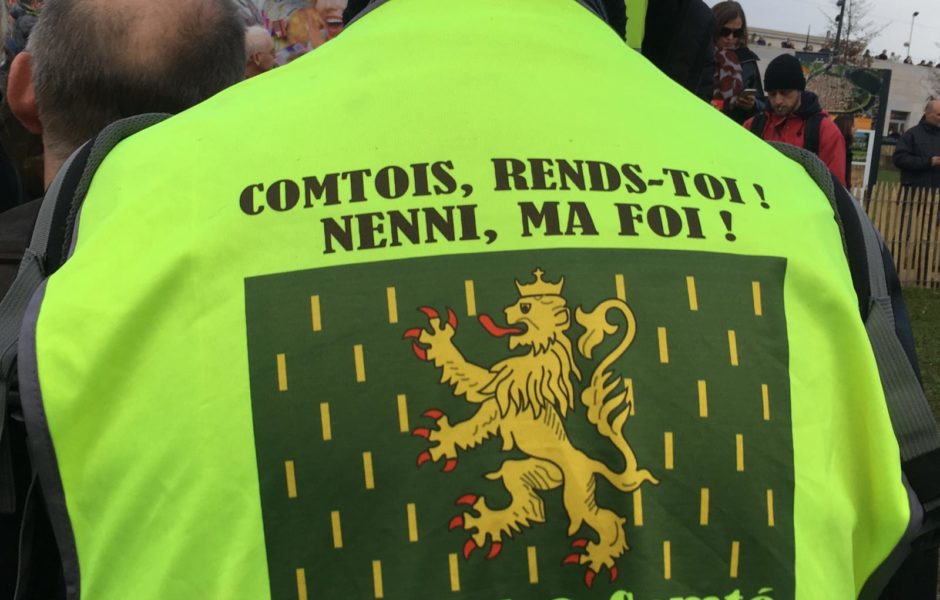 COMTOIS, RENDS-TOI !
NENNI, MA FOI !